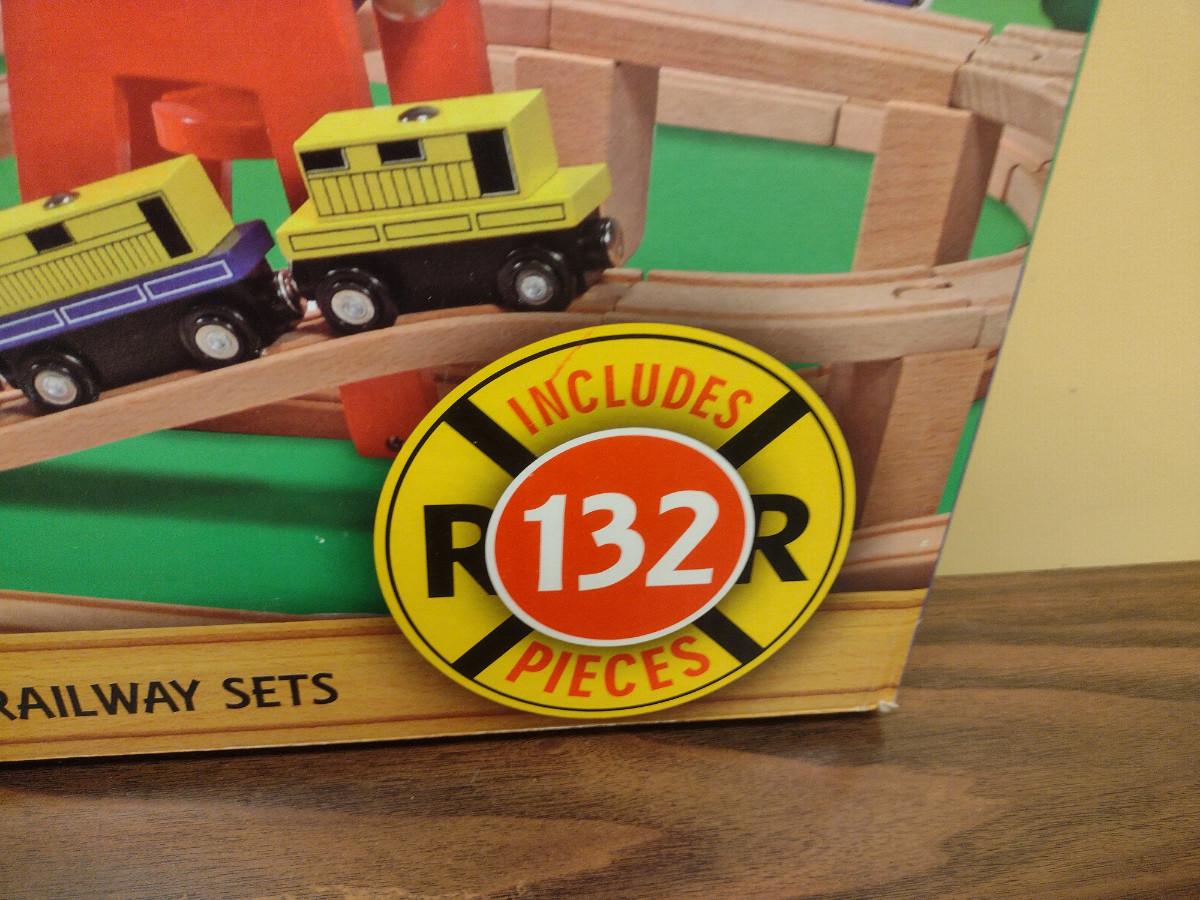 INCLUDES
R 132 R
PIECES
RAILWAY SETS